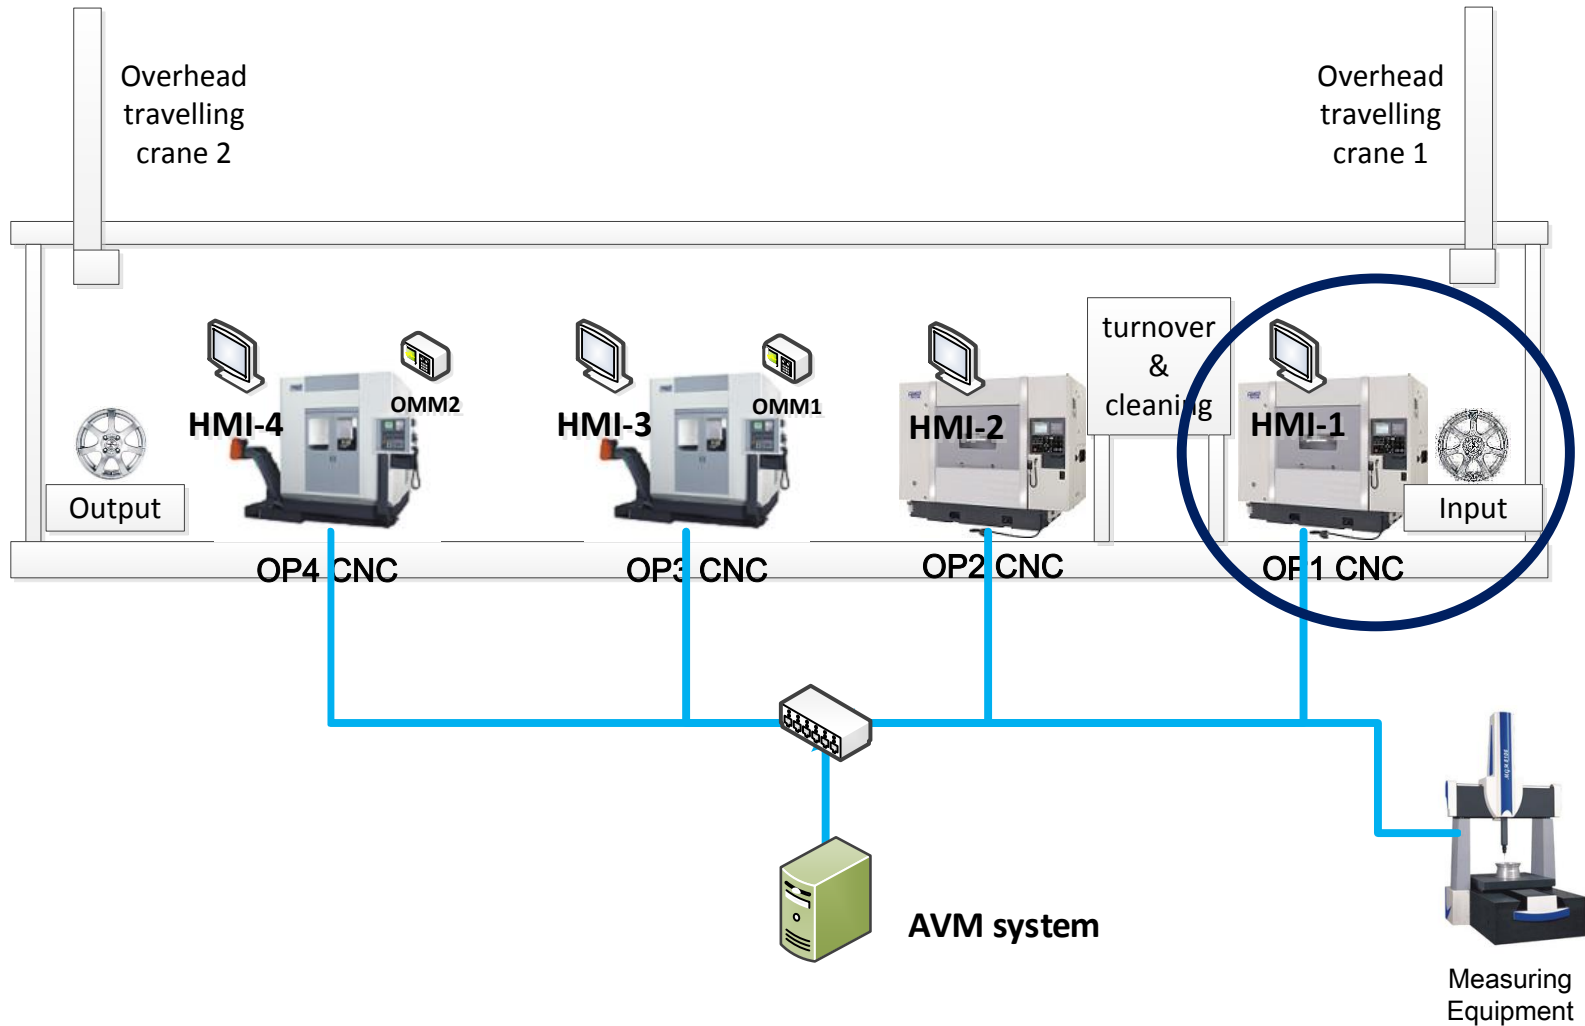 Overhead
travelling
crane 2
Overhead
travelling
crane 1
HMI-4
OMM2
HMI-3
OMM1
HMI-2
turnover
&
cleaning
HMI-1
Output
Input
OP4 CNC
OP3 CNC
OP2 CNC
OP1 CNC
AVM system
Measuring
Equipment